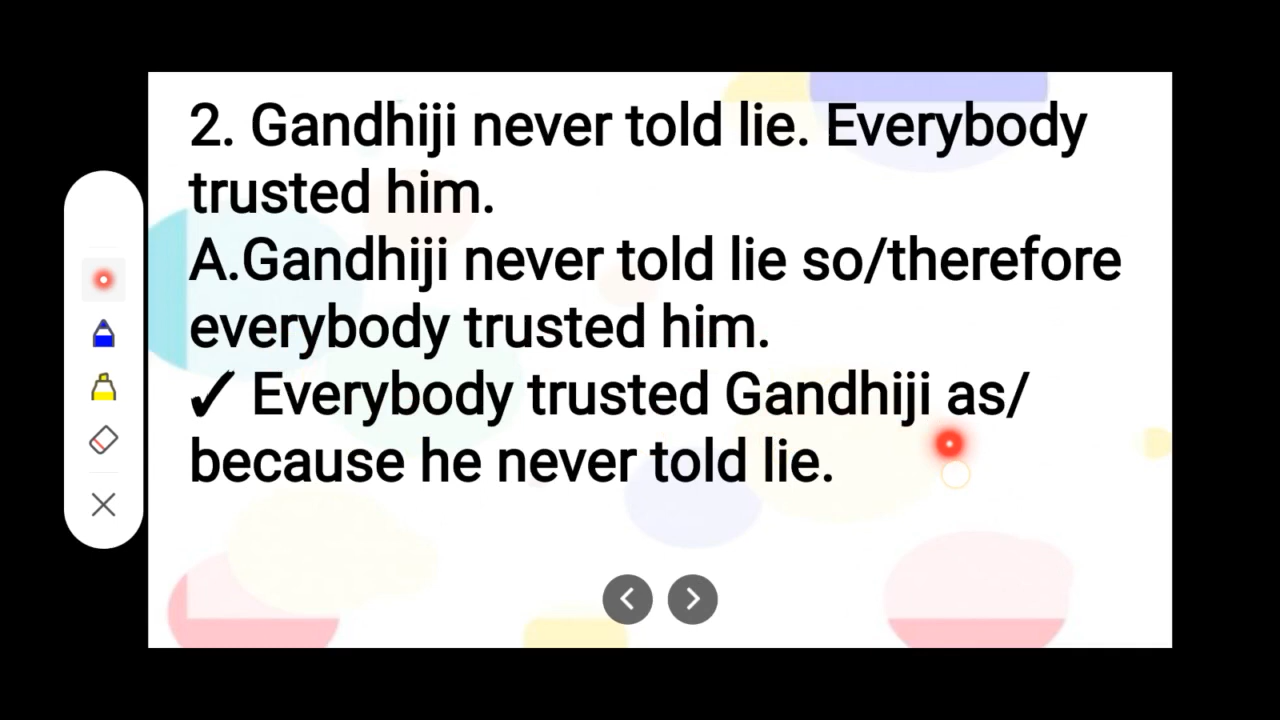 2. Gandhiji never told lie. Everybody
trusted him.
A.Gandhiji never told lie so/therefore
everybody trusted him.
✓ Everybody trusted Gandhiji as/
because he never told lie.